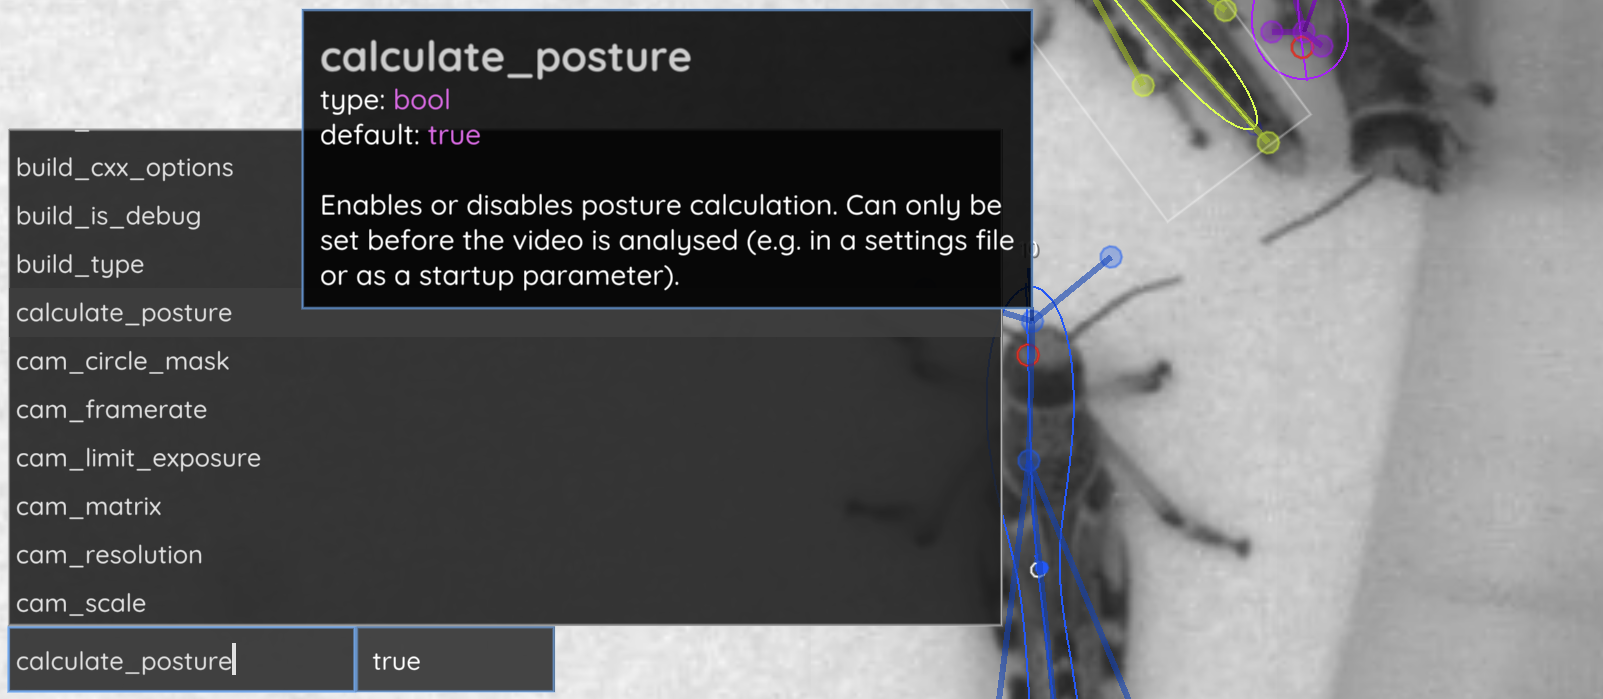 calculate_posture
type: bool
default: true
Enables or disables posture calculation. Can only be
set before the video is analysed (e.g. in a settings file
or as a startup parameter).
build_cxx_options
build_is_debug
build_type
calculate_posture
cam_circle_mask
cam_framerate
cam_limit_exposure
cam_matrix
cam_resolution
cam_scale
calculate_posture
true